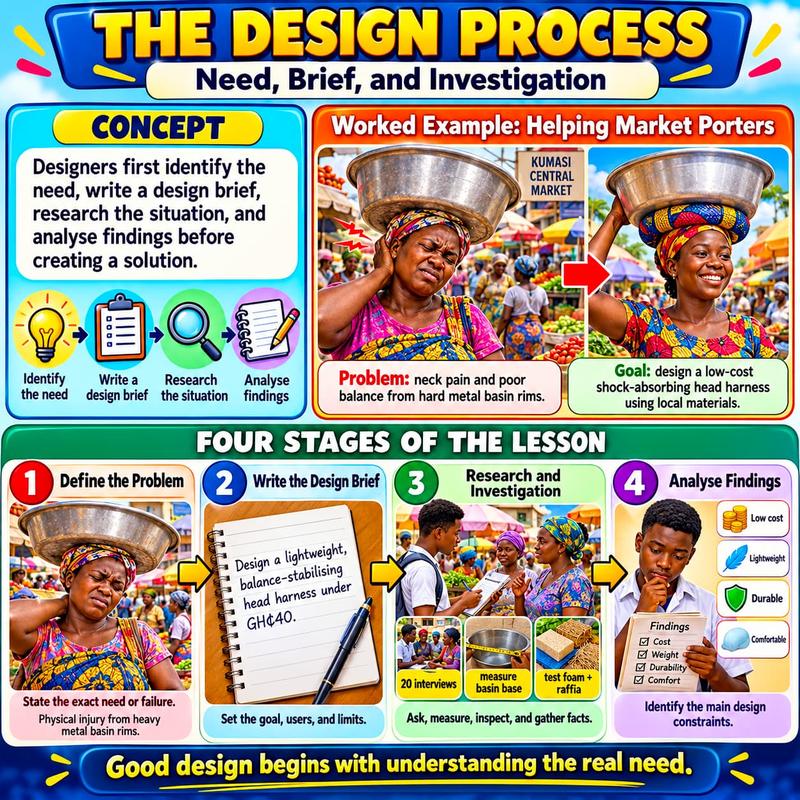 THE DESIGN PROCESS
Need, Brief, and Investigation
CONCEPT
Designers first identify the
need, write a design brief,
research the situation, and
analyse findings before
creating a solution.
Identify
the need
Write a
design brief
Research
the situation
Analyse
findings
Worked Example: Helping Market Porters
KUMASI
CENTRAL
MARKET
Problem: neck pain and poor
balance from hard metal basin rims.
Goal: design a low-cost
shock-absorbing head harness
using local materials.
FOUR STAGES OF THE LESSON
1 Define the Problem
State the exact need or failure.
Physical injury from heavy
metal basin rims.
2 Write the Design Brief
Design a lightweight,
balance-stabilising
head harness under
GH₵40.
Set the goal, users, and limits.
3 Research and
Investigation
20 interviews
measure
basin base
test foam +
raffia
Ask, measure, inspect, and gather facts.
4 Analyse Findings
Low cost
Lightweight
Durable
Comfortable
Findings
Cost
Weight
Durability
Comfort
Identify the main design
constraints.
Good design begins with understanding the real need.